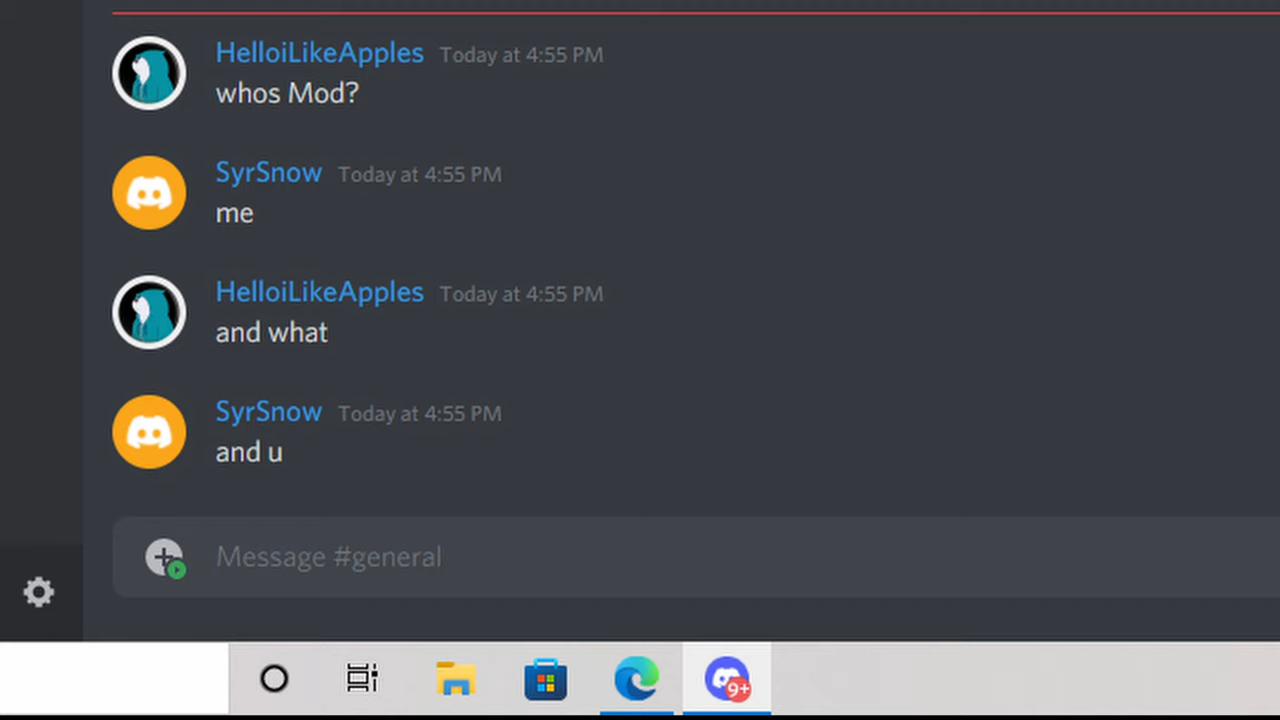 HelloiLikeApples Today at 4:55 PM
whos Mod?
SyrSnow Today at 4:55 PM
me
HelloiLikeApples Today at 4:55 PM
and what
SyrSnow Today at 4:55 PM
and u
Message #general
9+